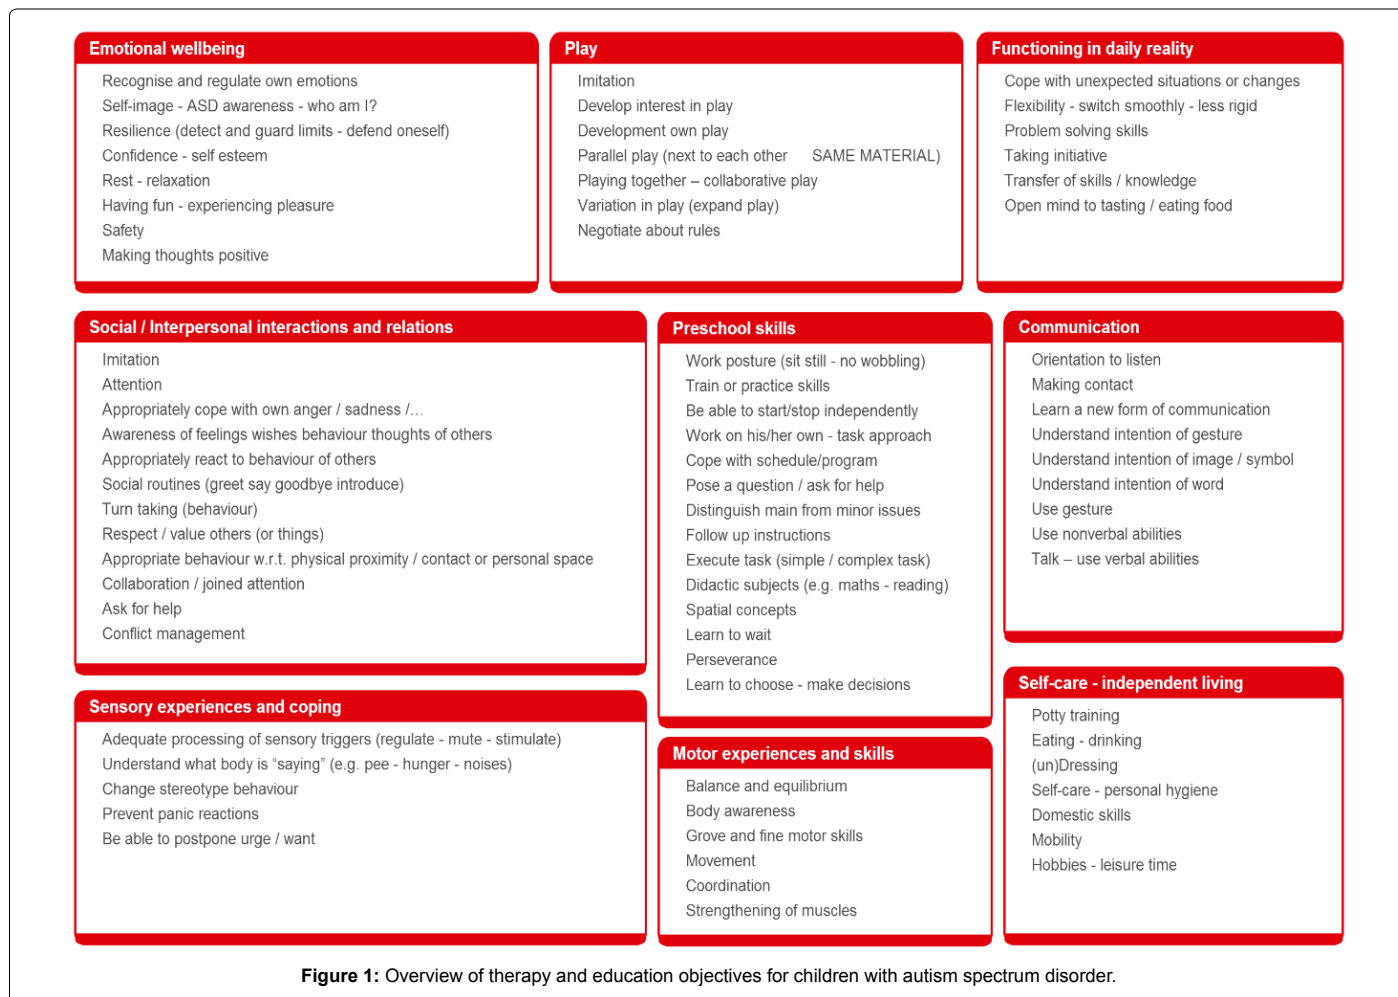 Emotional wellbeing
Recognise and regulate own emotions
Self-image - ASD awareness - who am I?
Resilience (detect and guard limits - defend oneself)
Confidence - self esteem
Rest - relaxation
Having fun - experiencing pleasure
Safety
Making thoughts positive
Play
Imitation
Develop interest in play
Development own play
Parallel play (next to each other SAME MATERIAL)
Playing together – collaborative play
Variation in play (expand play)
Negotiate about rules
Functioning in daily reality
Cope with unexpected situations or changes
Flexibility - switch smoothly - less rigid
Problem solving skills
Taking initiative
Transfer of skills / knowledge
Open mind to tasting / eating food
Social / Interpersonal interactions and relations
Imitation
Attention
Appropriately cope with own anger / sadness /…
Awareness of feelings wishes behaviour thoughts of others
Appropriately react to behaviour of others
Social routines (greet say goodbye introduce)
Turn taking (behaviour)
Respect / value others (or things)
Appropriate behaviour w.r.t. physical proximity / contact or personal space
Collaboration / joined attention
Ask for help
Conflict management
Preschool skills
Work posture (sit still - no wobbling)
Train or practice skills
Be able to start/stop independently
Work on his/her own - task approach
Cope with schedule/program
Pose a question / ask for help
Distinguish main from minor issues
Follow up instructions
Execute task (simple / complex task)
Didactic subjects (e.g. maths - reading)
Spatial concepts
Learn to wait
Perseverance
Learn to choose - make decisions
Communication
Orientation to listen
Making contact
Learn a new form of communication
Understand intention of gesture
Understand intention of image / symbol
Understand intention of word
Use gesture
Use nonverbal abilities
Talk – use verbal abilities
Sensory experiences and coping
Adequate processing of sensory triggers (regulate - mute - stimulate)
Understand what body is “saying” (e.g. pee - hunger - noises)
Change stereotype behaviour
Prevent panic reactions
Be able to postpone urge / want
Motor experiences and skills
Balance and equilibrium
Body awareness
Grove and fine motor skills
Movement
Coordination
Strengthening of muscles
Self-care - independent living
Potty training
Eating - drinking
(un)Dressing
Self-care - personal hygiene
Domestic skills
Mobility
Hobbies - leisure time
Figure 1: Overview of therapy and education objectives for children with autism spectrum disorder.